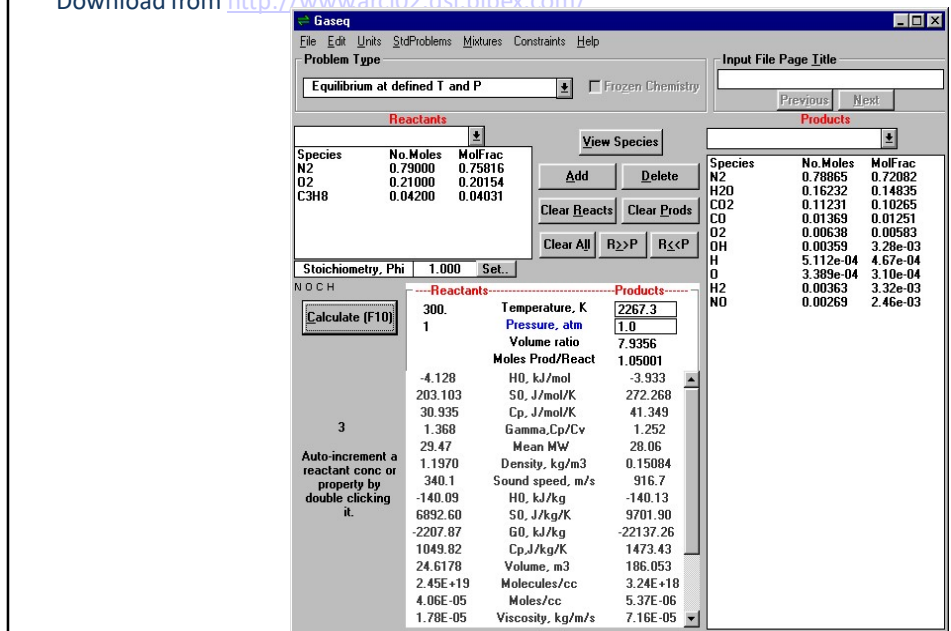 Download from http://wwwarcl02.dsl.pipex.com/
Gaseq
File Edit Units StdProblems Mixtures Constraints Help
Problem Type
Input File Page Title
Equilibrium at defined T and P
Frozen Chemistry
Previous Next
Reactants
Products
View Species
Species No.Moles MolFrac
N2 0.79000 0.75816
O2 0.21000 0.20154
C3H8 0.04200 0.04031
Add Delete
Clear Reacts Clear Prods
Clear All R>>P R<<P
Species No.Moles MolFrac
N2 0.78865 0.72082
H2O 0.16232 0.14835
CO2 0.11231 0.10265
CO 0.01369 0.01251
O2 0.00638 0.00583
OH 0.00359 3.28e-03
H 5.112e-04 4.67e-04
O 3.389e-04 3.10e-04
H2 0.00363 3.32e-03
NO 0.00269 2.46e-03
Stoichiometry, Phi 1.000 Set..
N O C H
Calculate (F10)
----Reactants-----------------------Products------
300. Temperature, K 2267.3
1 Pressure, atm 1.0
Volume ratio 7.9356
Moles Prod/React 1.05001
-4.128 H0, kJ/mol -3.933
203.103 S0, J/mol/K 272.268
30.935 Cp, J/mol/K 41.349
1.368 Gamma,Cp/Cv 1.252
29.47 Mean MW 28.06
1.1970 Density, kg/m3 0.15084
340.1 Sound speed, m/s 916.7
-140.09 H0, kJ/kg -140.13
6892.60 S0, J/kg/K 9701.90
-2207.87 G0, kJ/kg -22137.26
1049.82 Cp,J/kg/K 1473.43
24.6178 Volume, m3 186.053
2.45E+19 Molecules/cc 3.24E+18
4.06E-05 Moles/cc 5.37E-06
1.78E-05 Viscosity, kg/m/s 7.16E-05
3
Auto-increment a
reactant conc or
property by
double clicking
it.